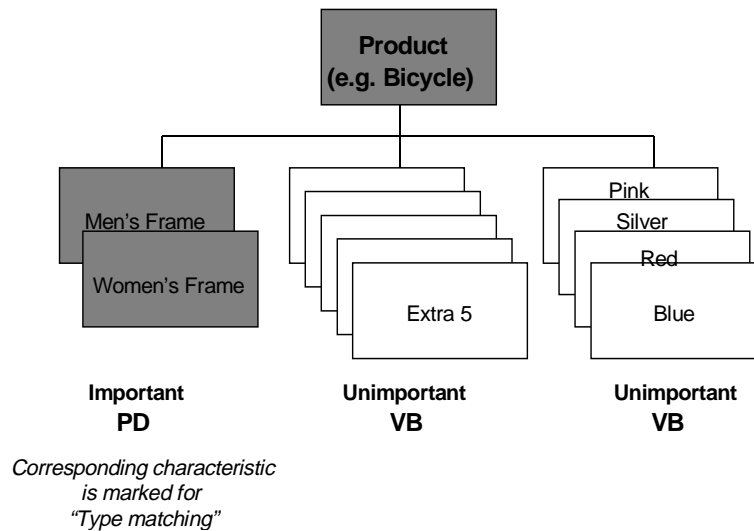 Product
(e.g. Bicycle)
Men's Frame
Women's Frame
Extra 5
Pink
Silver
Red
Blue
Important
PD
Unimportant
VB
Unimportant
VB
Corresponding characteristic
is marked for
“Type matching”